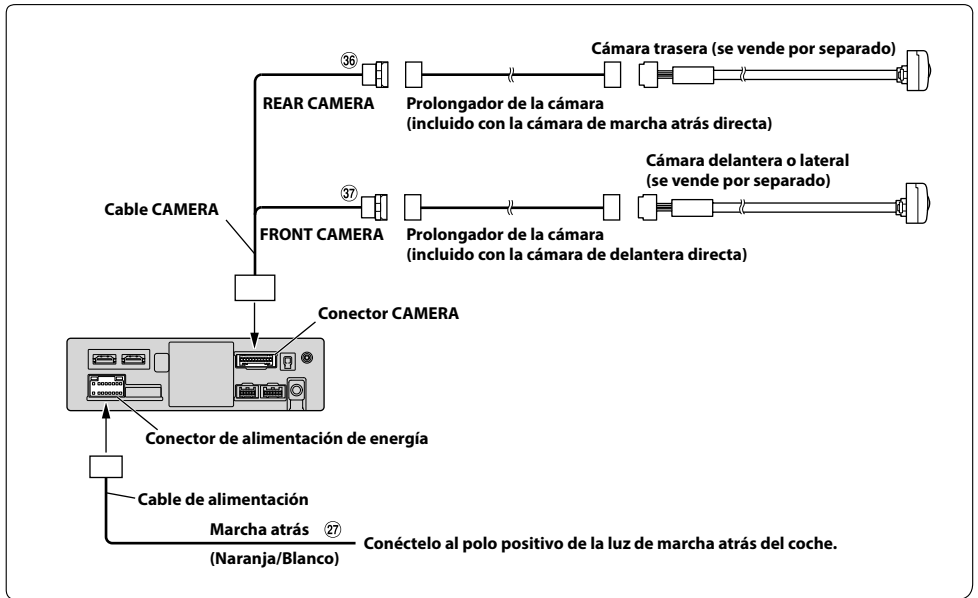 Cámara trasera (se vende por separado)
36
REAR CAMERA
Prolongador de la cámara
(incluido con la cámara de marcha atrás directa)
Cámara delantera o lateral
(se vende por separado)
37
Cable CAMERA
FRONT CAMERA
Prolongador de la cámara
(incluido con la cámara de delantera directa)
Conector CAMERA
Conector de alimentación de energía
Cable de alimentación
Marcha atrás 27
(Naranja/Blanco)
Conéctelo al polo positivo de la luz de marcha atrás del coche.